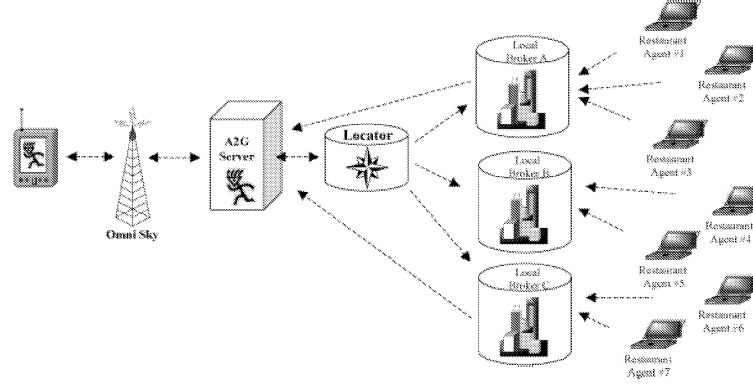 Omni Sky
A2G
Server
Locator
Local
Broker A
Local
Broker B
Local
Broker C
Restaurant
Agent #1
Restaurant
Agent #2
Restaurant
Agent #3
Restaurant
Agent #4
Restaurant
Agent #5
Restaurant
Agent #6
Restaurant
Agent #7